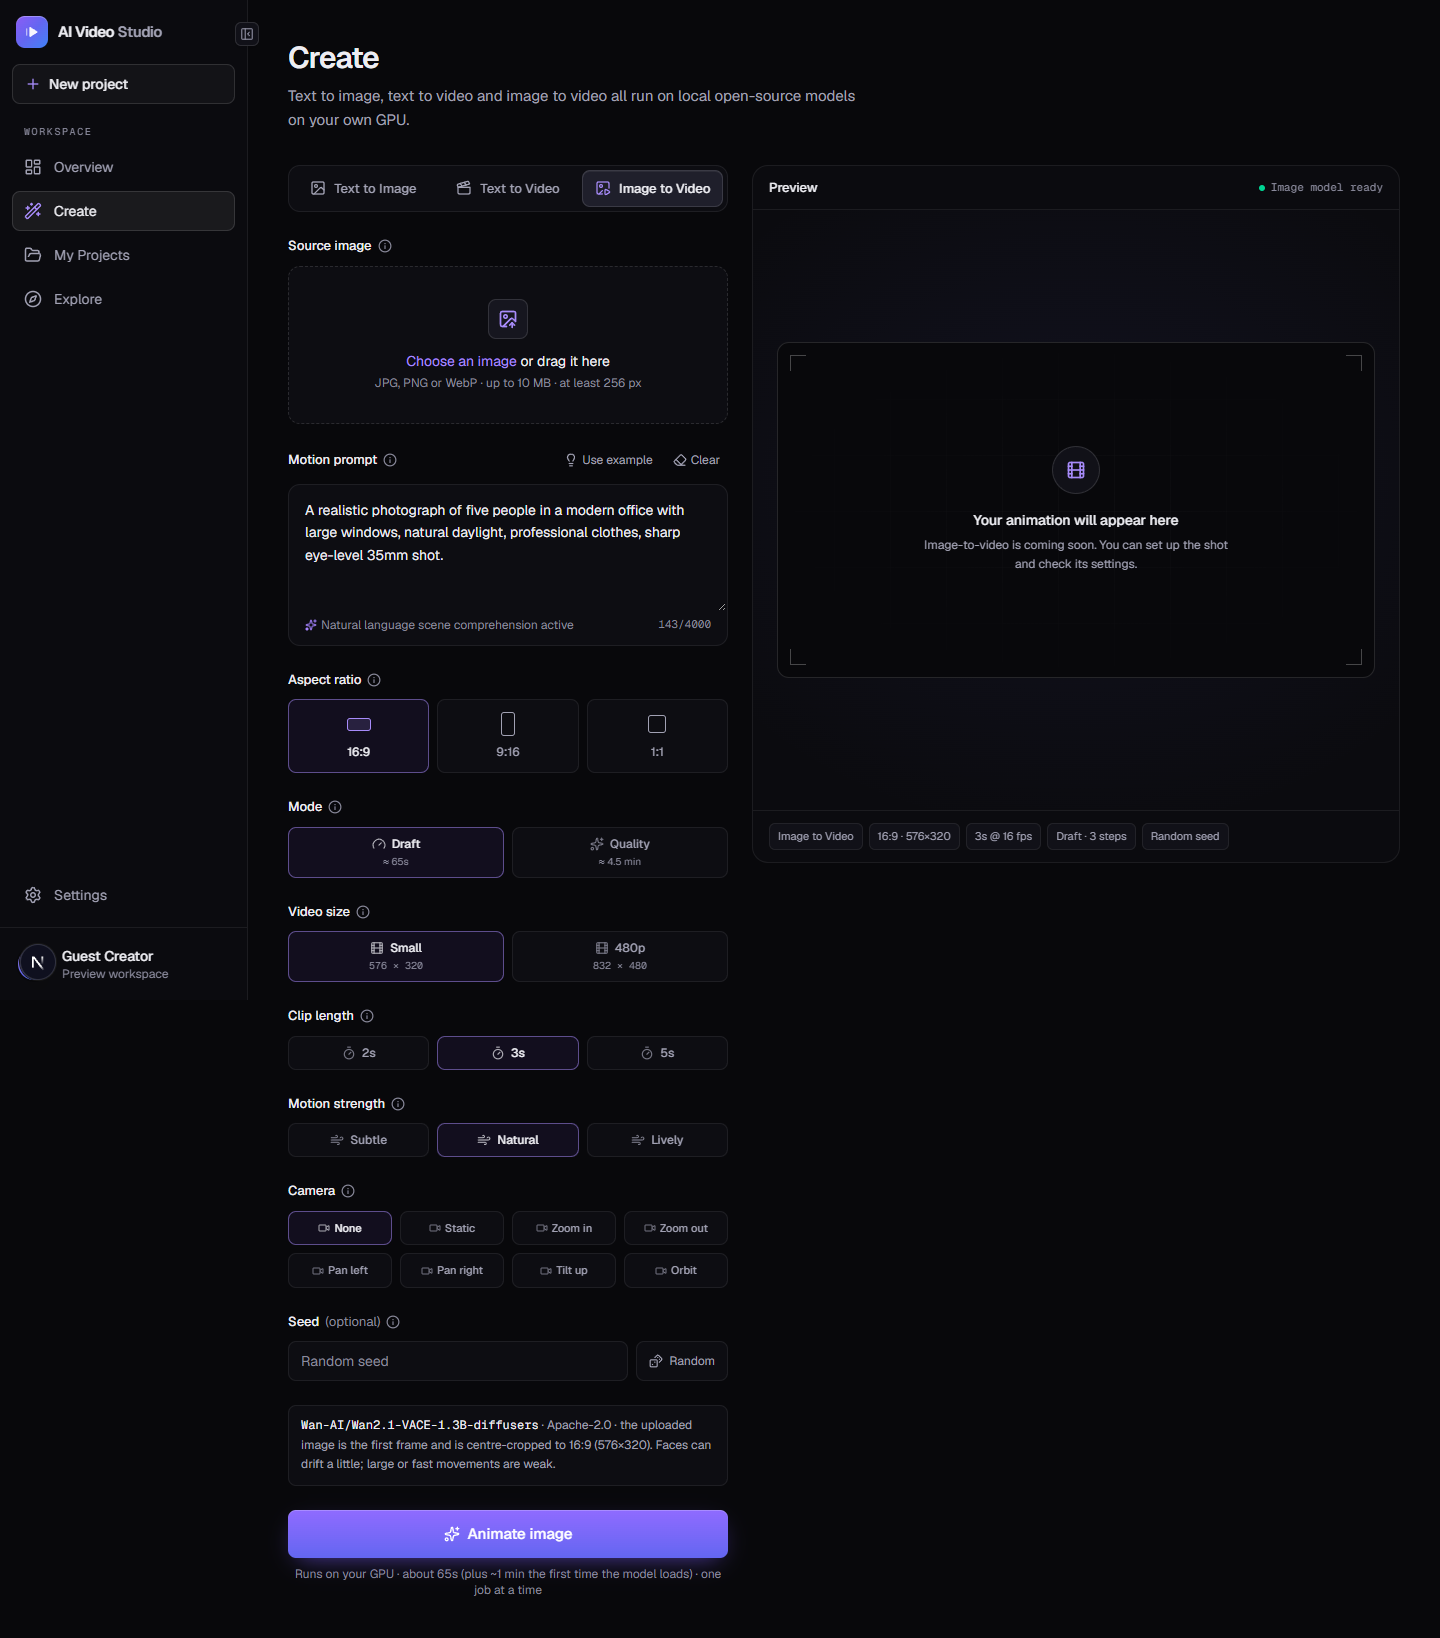 AI Video Studio
New project
WORKSPACE
Overview
Create
My Projects
Explore
Settings
N
Guest Creator
Preview workspace
Create
Text to image, text to video and image to video all run on local open-source models
on your own GPU.
Text to Image
Text to Video
Image to Video
Source image
Choose an image or drag it here
JPG, PNG or WebP · up to 10 MB · at least 256 px
Motion prompt
Use example
Clear
A realistic photograph of five people in a modern office with
large windows, natural daylight, professional clothes, sharp
eye-level 35mm shot.
Natural language scene comprehension active
143/4000
Aspect ratio
16:9
9:16
1:1
Mode
Draft
≈ 65s
Quality
≈ 4.5 min
Video size
Small
576 × 320
480p
832 × 480
Clip length
2s
3s
5s
Motion strength
Subtle
Natural
Lively
Camera
None
Static
Zoom in
Zoom out
Pan left
Pan right
Tilt up
Orbit
Seed (optional)
Random seed
Random
Wan-AI/Wan2.1-VACE-1.3B-diffusers · Apache-2.0 · the uploaded
image is the first frame and is centre-cropped to 16:9 (576×320). Faces can
drift a little; large or fast movements are weak.
Animate image
Runs on your GPU · about 65s (plus ~1 min the first time the model loads) · one
job at a time
Preview
Image model ready
Your animation will appear here
Image-to-video is coming soon. You can set up the shot
and check its settings.
Image to Video
16:9 · 576×320
3s @ 16 fps
Draft · 3 steps
Random seed